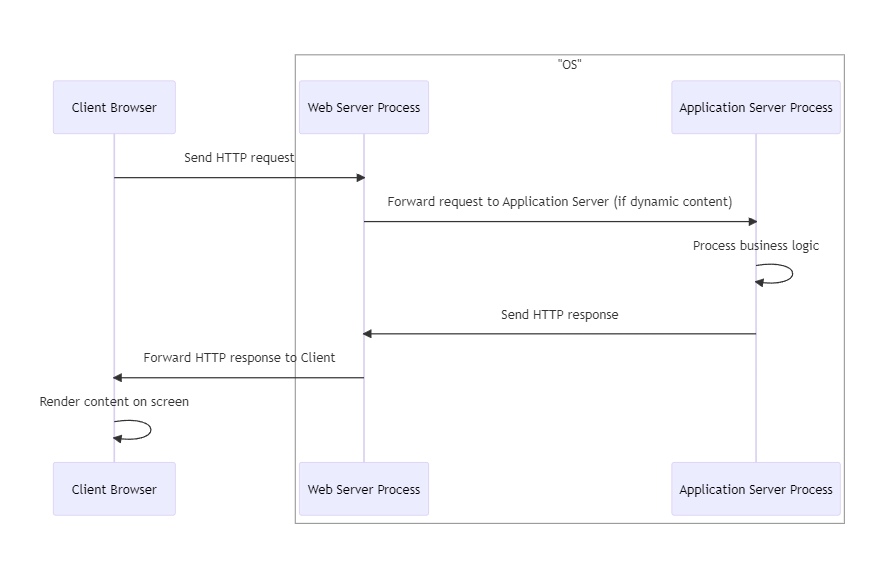 "OS"
Client Browser
Web Server Process
Application Server Process
Send HTTP request
Forward request to Application Server (if dynamic content)
Process business logic
Send HTTP response
Forward HTTP response to Client
Render content on screen
Client Browser
Web Server Process
Application Server Process